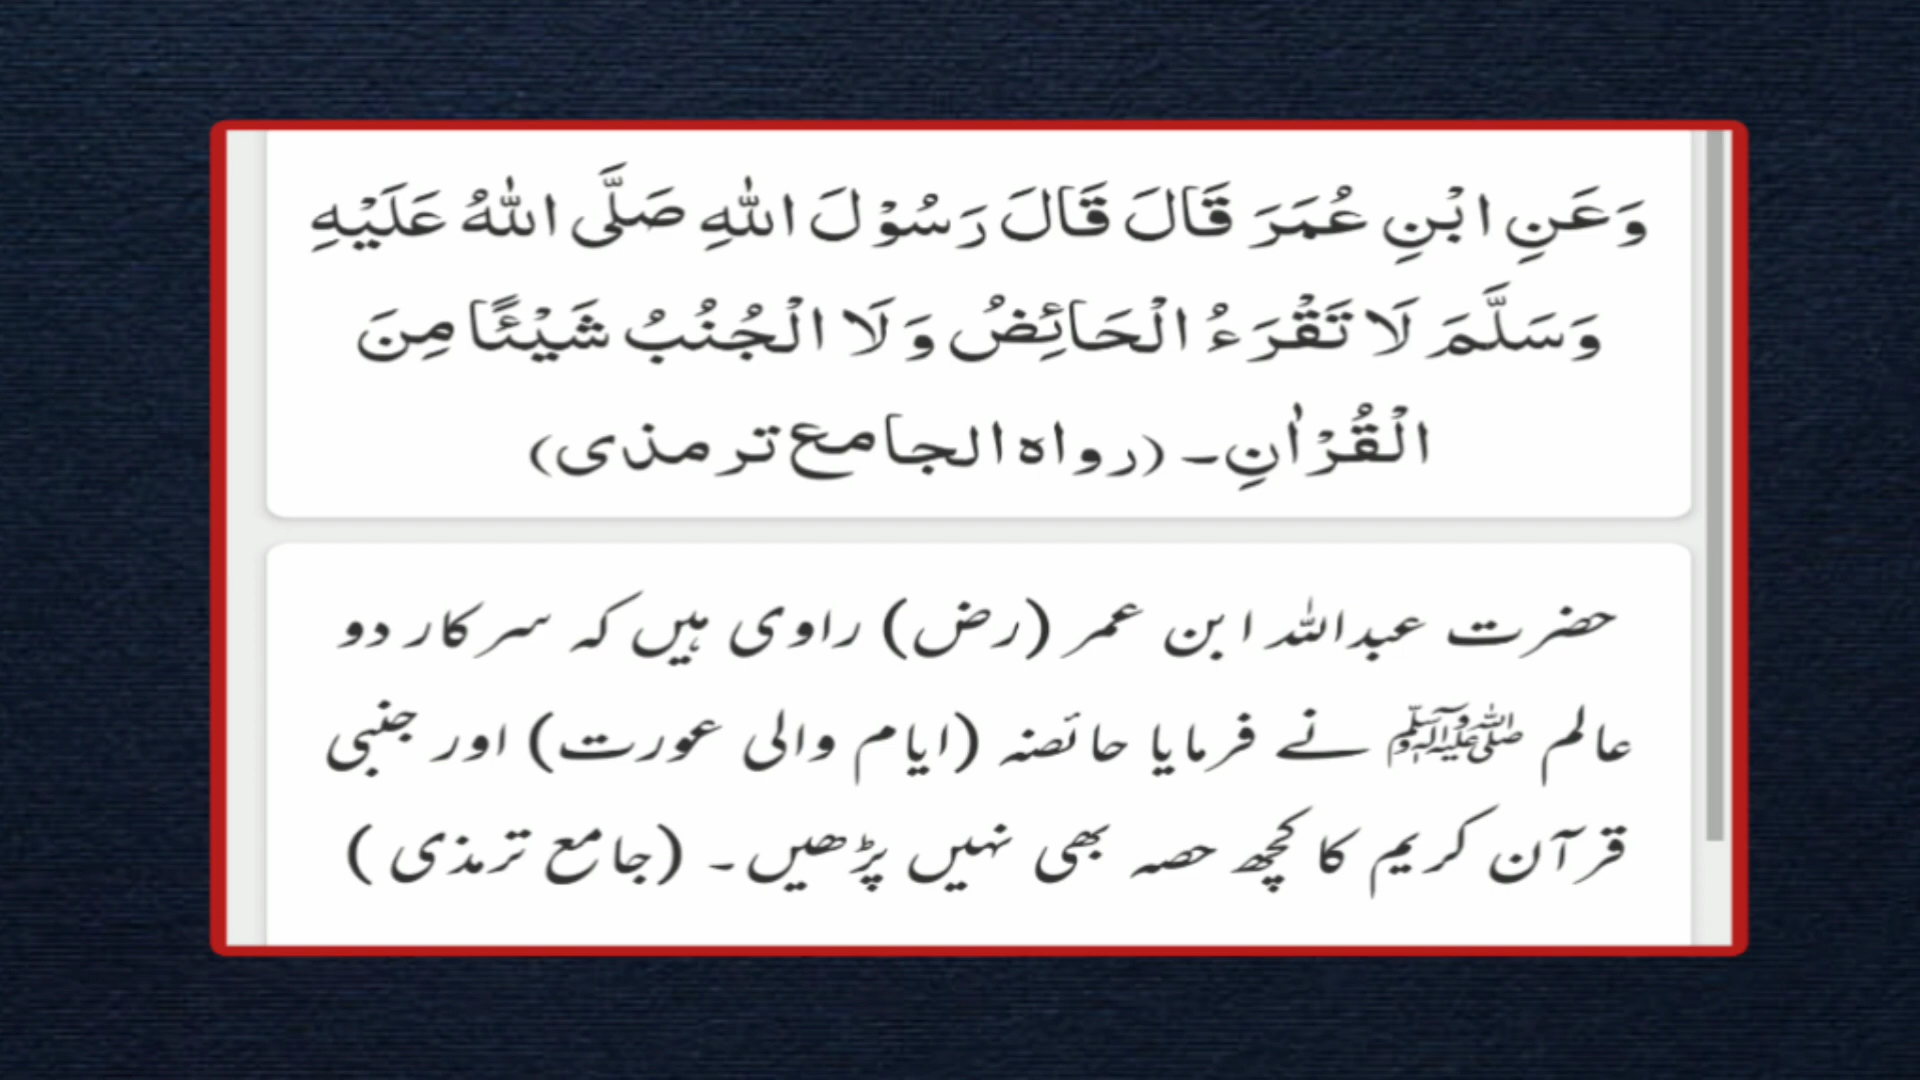 وَعَنِ ابْنِ عُمَرَ قَالَ قَالَ رَسُوْلَ اللّٰهِ صَلَّی اللّٰهُ عَلَيْهِ
وَسَلَّمَ لَا تَقْرَءُ الْحَائِضُ وَلَا الْجُنُبُ شَيْئًا مِنَ
الْقُرْاٰنِ۔ (رواہ الجامع ترمذی)
حضرت عبداللہ ابن عمر (رض) راوی ہیں کہ سرکار دو
عالم ﷺ نے فرمایا حائضہ (ایام والی عورت) اور جنبی
قرآن کریم کا کچھ حصہ بھی نہیں پڑھیں۔ (جامع ترمذی)